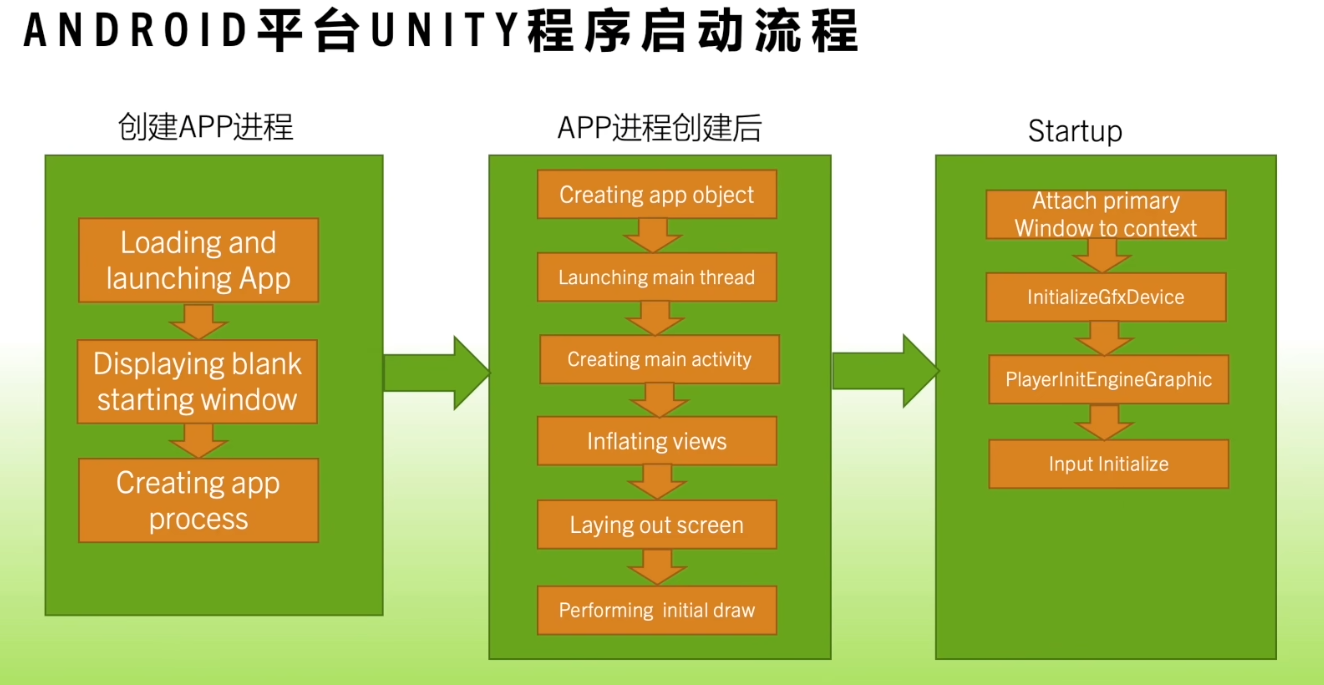 ANDROID平台UNITY程序启动流程
创建APP进程
Loading and
launching App
Displaying blank
starting window
Creating app
process
APP进程创建后
Creating app object
Launching main thread
Creating main activity
Inflating views
Laying out screen
Performing initial draw
Startup
Attach primary
Window to context
InitializeGfxDevice
PlayerInitEngineGraphic
Input Initialize